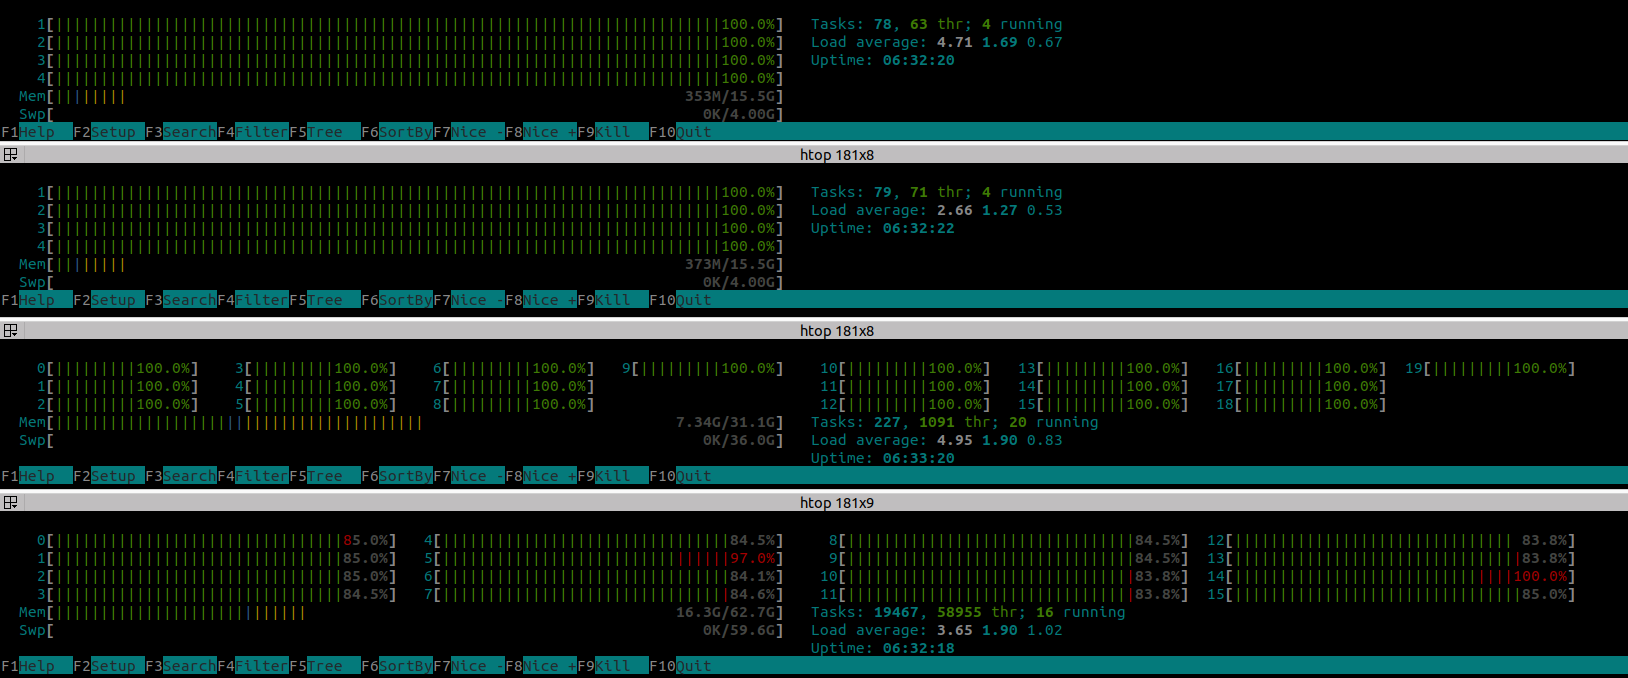 1[100.0%] Tasks: 78, 63 thr; 4 running
2[100.0%] Load average: 4.71 1.69 0.67
3[100.0%] Uptime: 06:32:20
4[100.0%]
Mem[353M/15.5G]
Swp[0K/4.00G]
F1Help F2Setup F3SearchF4FilterF5Tree F6SortByF7Nice -F8Nice +F9Kill F10Quit
htop 181x8
1[100.0%] Tasks: 79, 71 thr; 4 running
2[100.0%] Load average: 2.66 1.27 0.53
3[100.0%] Uptime: 06:32:22
4[100.0%]
Mem[373M/15.5G]
Swp[0K/4.00G]
F1Help F2Setup F3SearchF4FilterF5Tree F6SortByF7Nice -F8Nice +F9Kill F10Quit
htop 181x8
0[100.0%] 3[100.0%] 6[100.0%] 9[100.0%] 10[100.0%] 13[100.0%] 16[100.0%] 19[100.0%]
1[100.0%] 4[100.0%] 7[100.0%] 11[100.0%] 14[100.0%] 17[100.0%]
2[100.0%] 5[100.0%] 8[100.0%] 12[100.0%] 15[100.0%] 18[100.0%]
Mem[7.34G/31.1G] Tasks: 227, 1091 thr; 20 running
Swp[0K/36.0G] Load average: 4.95 1.90 0.83
Uptime: 06:33:20
F1Help F2Setup F3SearchF4FilterF5Tree F6SortByF7Nice -F8Nice +F9Kill F10Quit
htop 181x9
0[85.0%] 4[84.5%] 8[84.5%] 12[83.8%]
1[85.0%] 5[97.0%] 9[84.5%] 13[83.8%]
2[85.0%] 6[84.1%] 10[83.8%] 14[100.0%]
3[84.5%] 7[84.6%] 11[83.8%] 15[85.0%]
Mem[16.3G/62.7G] Tasks: 19467, 58955 thr; 16 running
Swp[0K/59.6G] Load average: 3.65 1.90 1.02
Uptime: 06:32:18
F1Help F2Setup F3SearchF4FilterF5Tree F6SortByF7Nice -F8Nice +F9Kill F10Quit